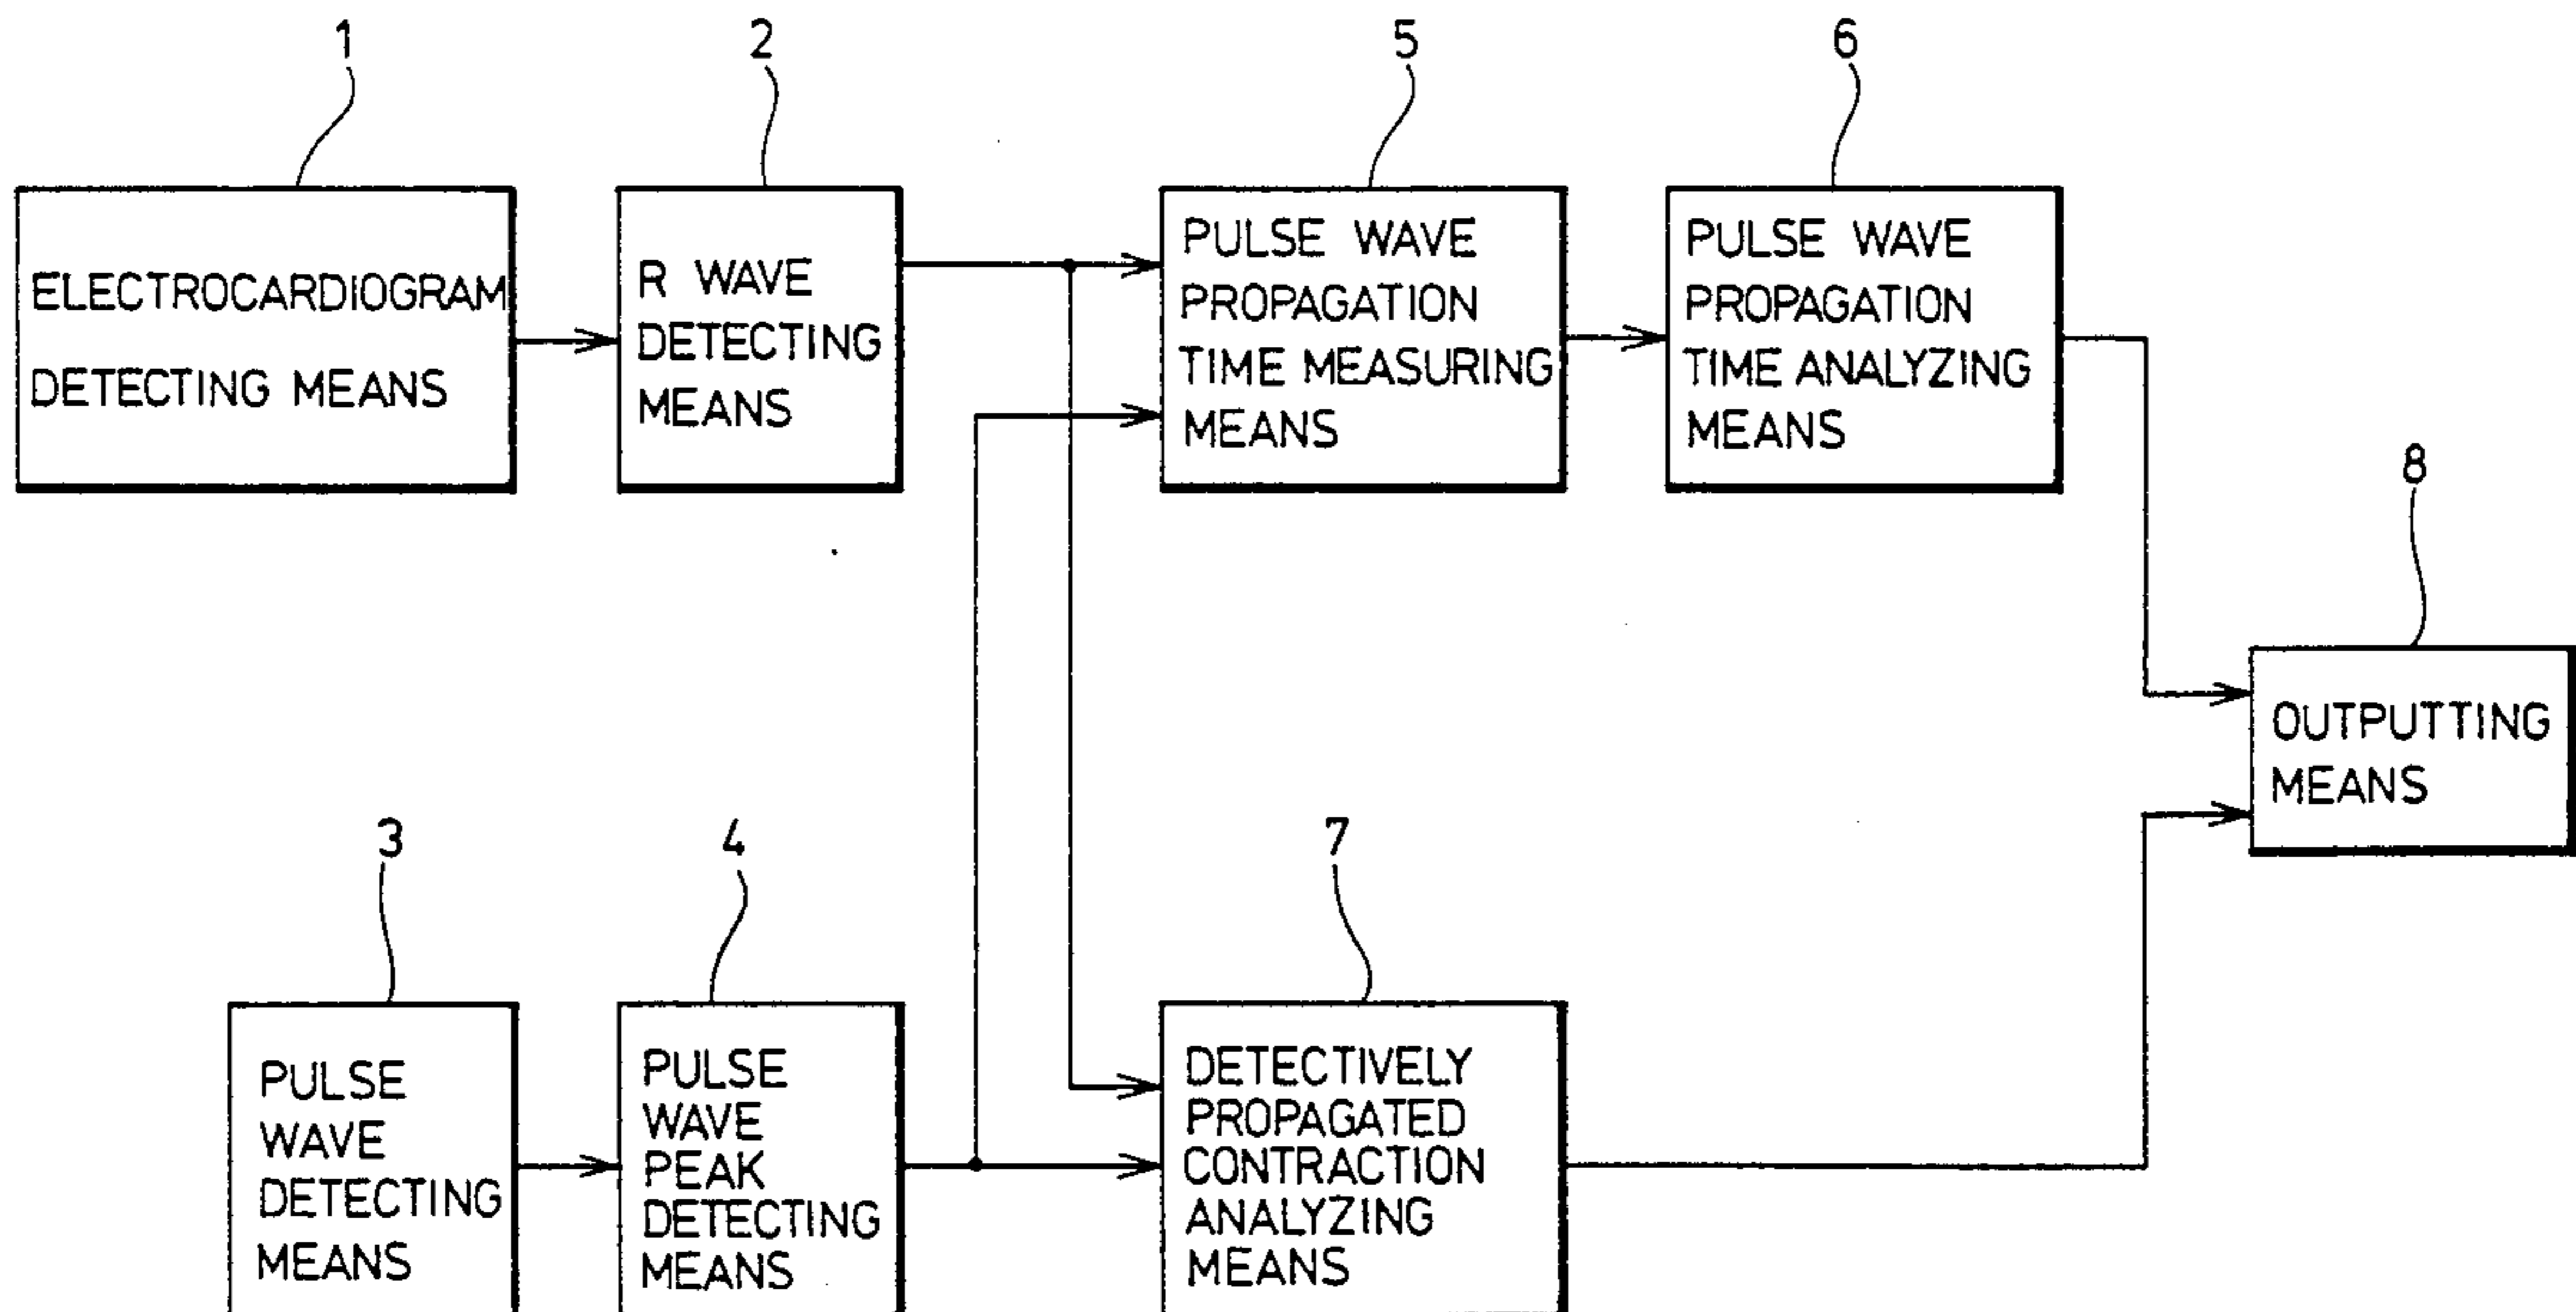 1
2
5
6
ELECTROCARDIOGRAM
DETECTING MEANS
R WAVE
DETECTING
MEANS
PULSE WAVE
PROPAGATION
TIME MEASURING
MEANS
PULSE WAVE
PROPAGATION
TIME ANALYZING
MEANS
8
OUTPUTTING
MEANS
3
4
7
PULSE
WAVE
DETECTING
MEANS
PULSE
WAVE
PEAK
DETECTING
MEANS
DETECTIVELY
PROPAGATED
CONTRACTION
ANALYZING
MEANS